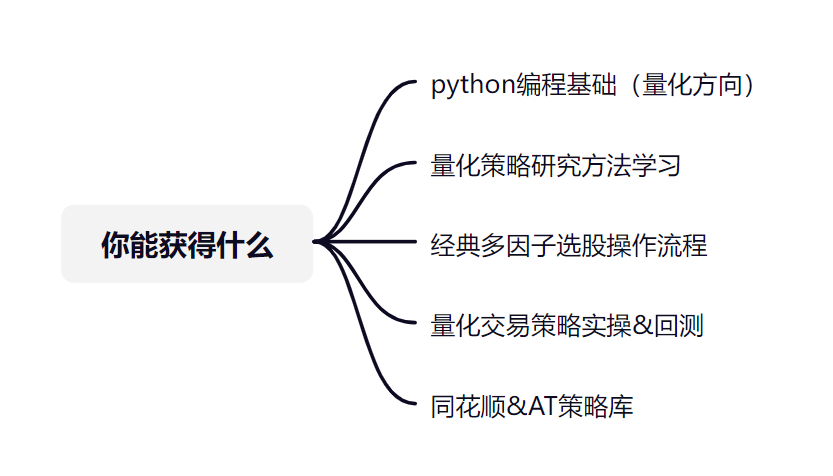 python编程基础（量化方向）
量化策略研究方法学习
你能获得什么
经典多因子选股操作流程
量化交易策略实操&回测
同花顺&AT策略库